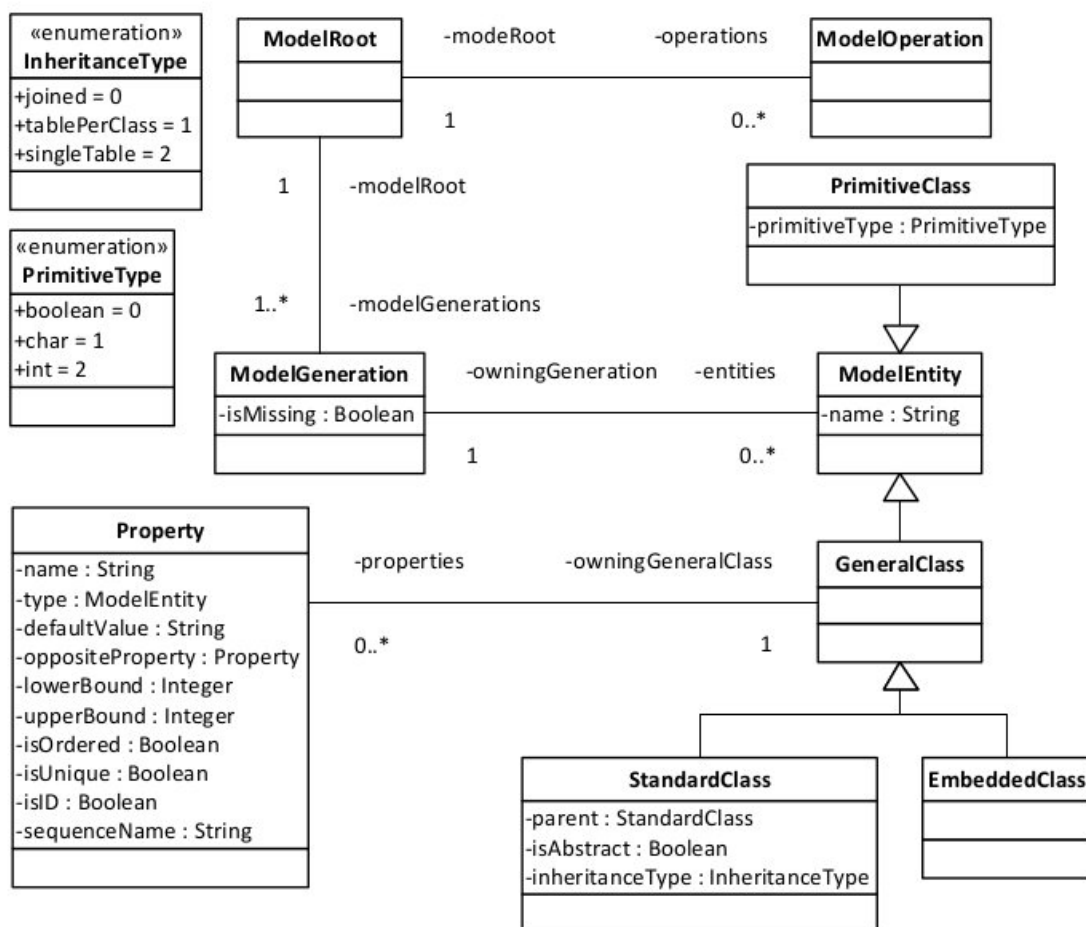 «enumeration»
InheritanceType
+joined = 0
+tablePerClass = 1
+singleTable = 2
ModelRoot
-modeRoot
-operations
1
0..*
ModelOperation
«enumeration»
PrimitiveType
+boolean = 0
+char = 1
+int = 2
1
-modelRoot
1..*
-modelGenerations
PrimitiveClass
-primitiveType : PrimitiveType
ModelGeneration
-isMissing : Boolean
-owningGeneration
-entities
1
0..*
ModelEntity
-name : String
Property
-name : String
-type : ModelEntity
-defaultValue : String
-oppositeProperty : Property
-lowerBound : Integer
-upperBound : Integer
-isOrdered : Boolean
-isUnique : Boolean
-isID : Boolean
-sequenceName : String
-properties
-owningGeneralClass
0..*
1
GeneralClass
StandardClass
-parent : StandardClass
-isAbstract : Boolean
-inheritanceType : InheritanceType
EmbeddedClass